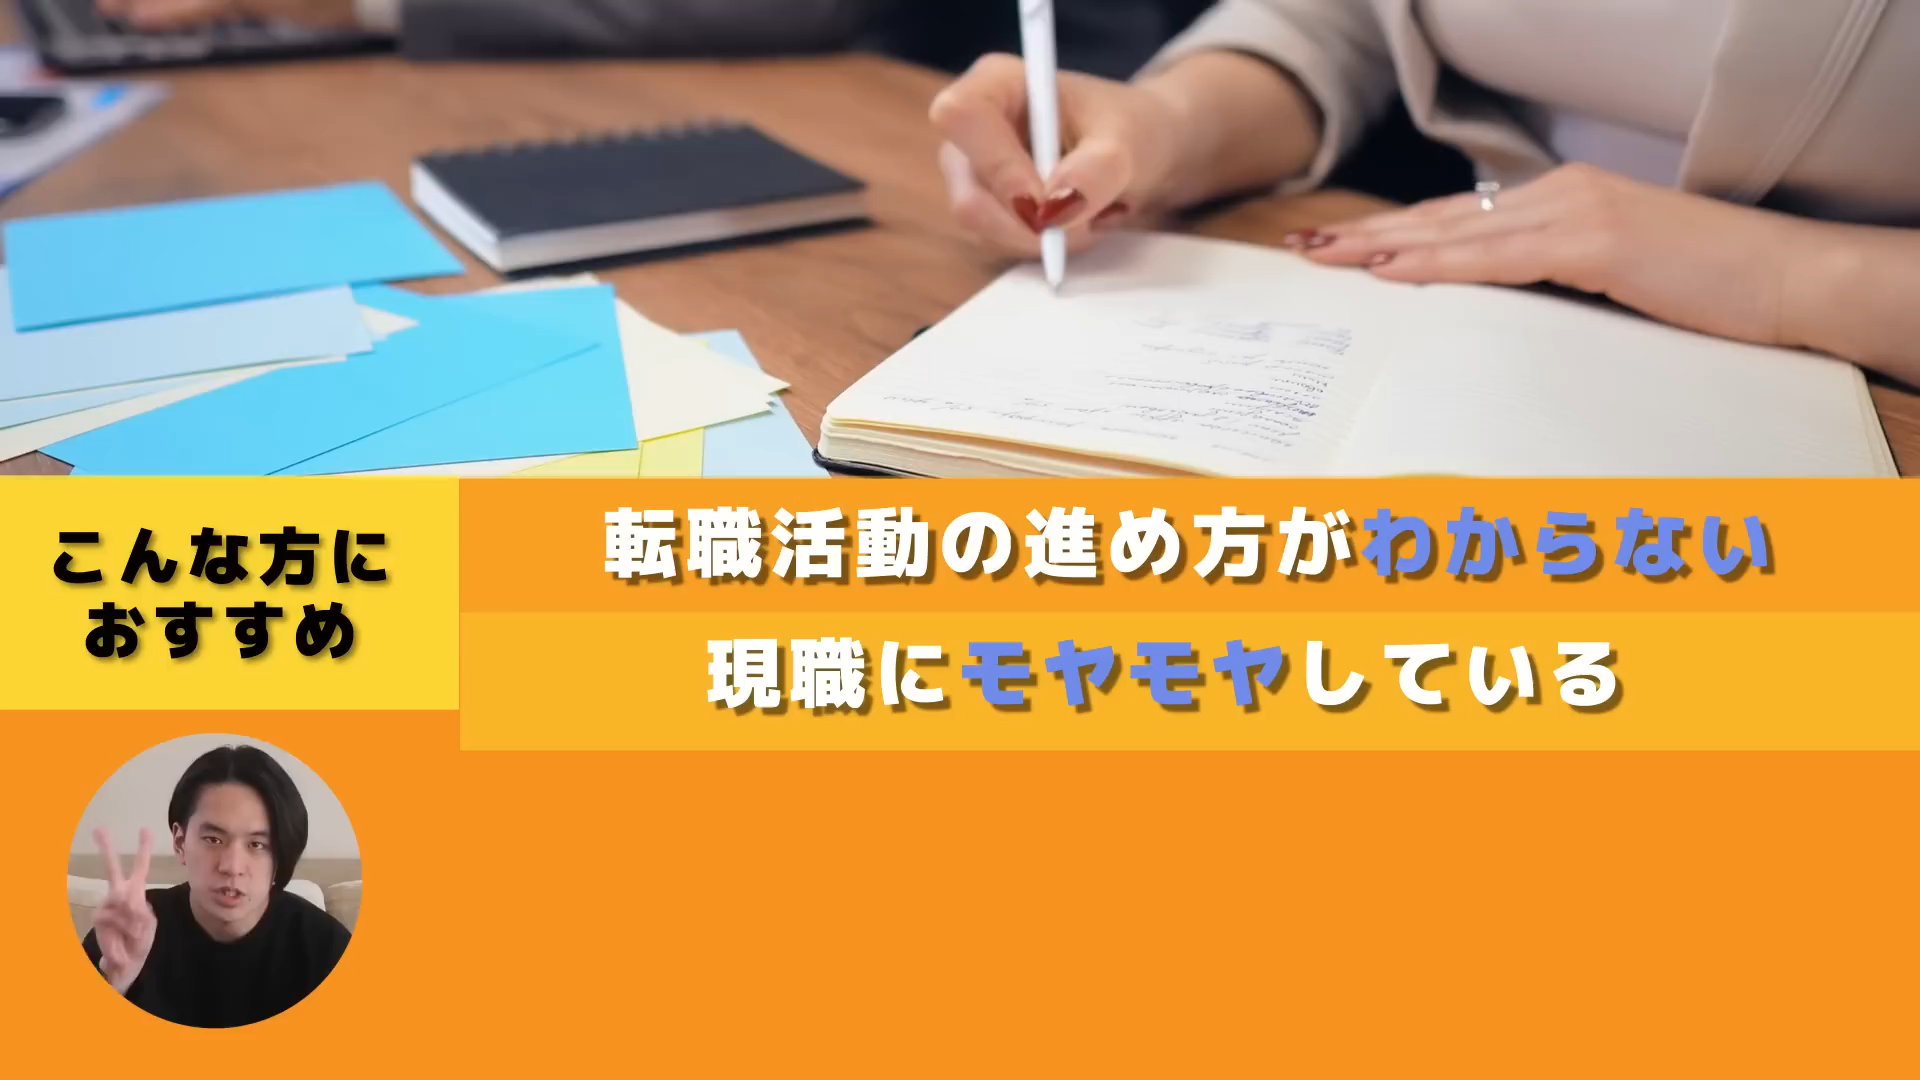 こんな方に
おすすめ
転職活動の進め方がわからない
現職にモヤモヤしている